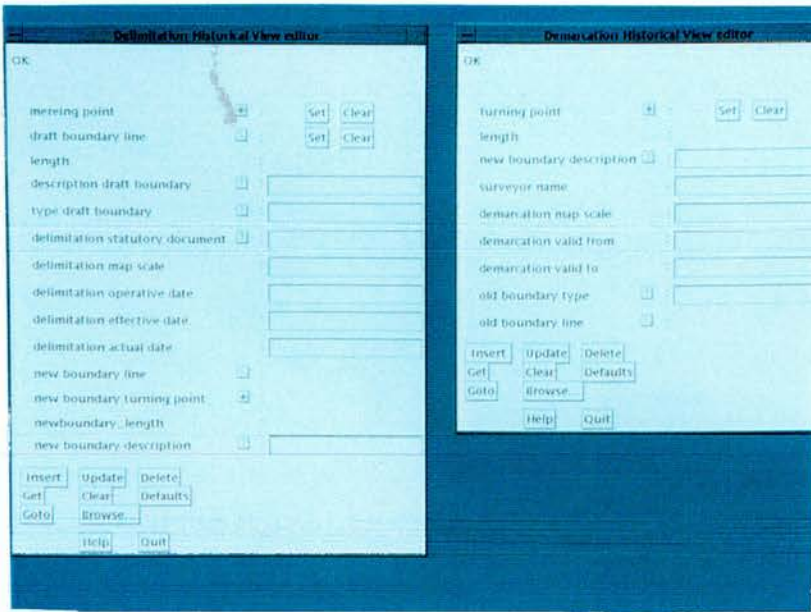 Delimitation Historical View editor
OK
mereing point Set Clear
draft boundary line Set Clear
length
description draft boundary
type draft boundary
delimitation statutory document
delimitation map scale
delimitation operative date
delimitation effective date
delimitation actual date
new boundary line
new boundary turning point
newboundary_length
new boundary description
Insert Update Delete
Get Clear Defaults
Goto Browse...
Help Quit
Demarcation Historical View editor
OK
turning point Set Clear
length
new boundary description
surveyor name
demarcation map scale
demarcation valid from
demarcation valid to
old boundary type
old boundary line
Insert Update Delete
Get Clear Defaults
Goto Browse...
Help Quit